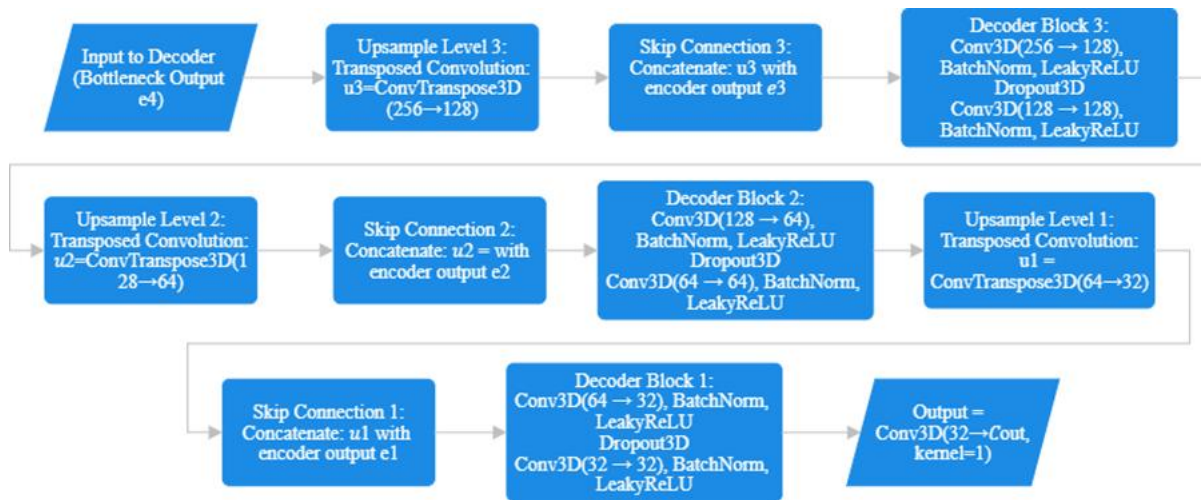 Input to Decoder
(Bottleneck Output
e4)
Upsample Level 3:
Transposed Convolution:
u3=ConvTranspose3D
(256→128)
Skip Connection 3:
Concatenate: u3 with
encoder output e3
Decoder Block 3:
Conv3D(256 → 128),
BatchNorm, LeakyReLU
Dropout3D
Conv3D(128 → 128),
BatchNorm, LeakyReLU
Upsample Level 2:
Transposed Convolution:
u2=ConvTranspose3D(1
28→64)
Skip Connection 2:
Concatenate: u2 = with
encoder output e2
Decoder Block 2:
Conv3D(128 → 64),
BatchNorm, LeakyReLU
Dropout3D
Conv3D(64 → 64), BatchNorm,
LeakyReLU
Upsample Level 1:
Transposed Convolution:
u1 =
ConvTranspose3D(64→32)
Skip Connection 1:
Concatenate: u1 with
encoder output e1
Decoder Block 1:
Conv3D(64 → 32), BatchNorm,
LeakyReLU
Dropout3D
Conv3D(32 → 32), BatchNorm,
LeakyReLU
Output =
Conv3D(32→Cout,
kernel=1)